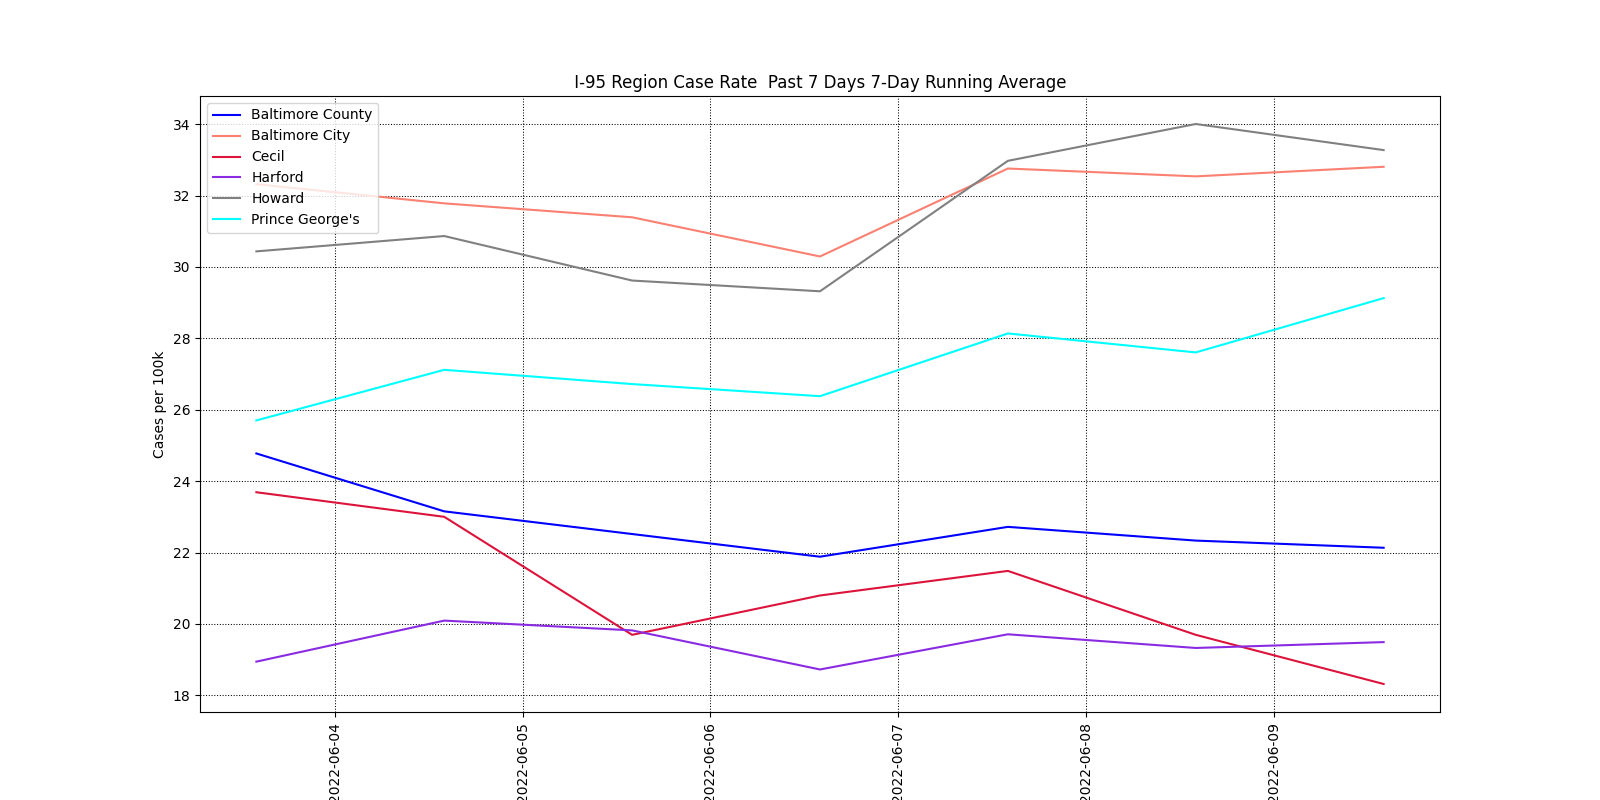 I-95 Region Case Rate  Past 7 Days 7-Day Running Average
Baltimore County
Baltimore City
Cecil
Harford
Howard
Prince George's
34
32
30
28
26
24
22
20
18
Cases per 100k
2022-06-04
2022-06-05
2022-06-06
2022-06-07
2022-06-08
2022-06-09